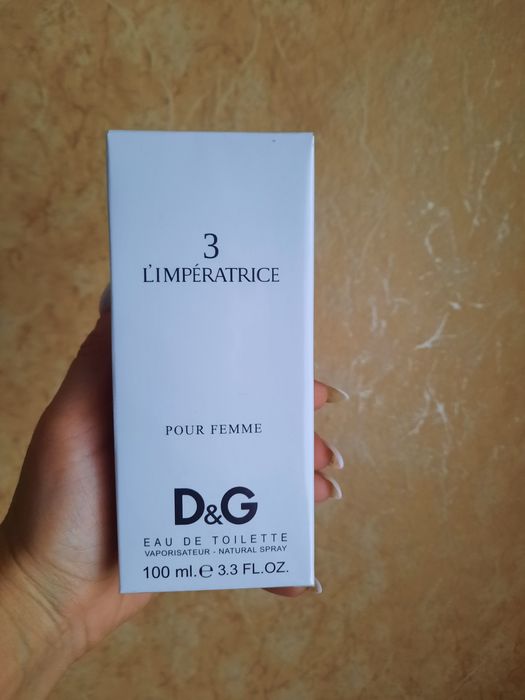 3
L'IMPÉRATRICE
POUR FEMME
D&G
EAU DE TOILETTE
VAPORISATEUR - NATURAL SPRAY
100 ml.℮ 3.3 FL.OZ.